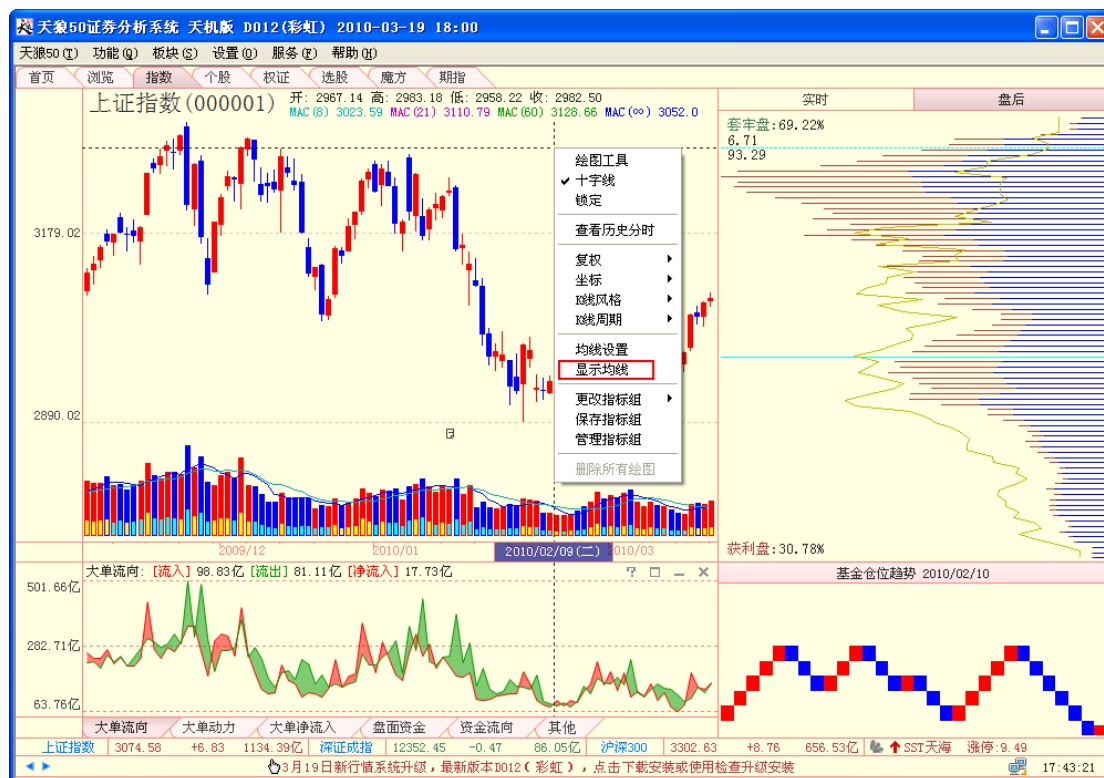 天狼50证券分析系统 天机版 D012(彩虹) 2010-03-19 18:00
天狼50(T) 功能(Q) 板块(S) 设置(O) 服务(F) 帮助(H)
首页 浏览 指数 个股 权证 选股 魔方 期指
上证指数(000001) 开: 2967.14 高: 2983.18 低: 2958.22 收: 2982.50
MAC(8) 3023.59 MAC(21) 3110.79 MAC(60) 3128.66 MAC(∞) 3052.0
实时 盘后
套牢盘:69.22%
6.71
93.29
3179.02
2890.02
绘图工具
✓ 十字线
锁定
查看历史分时
复权
坐标
K线风格
K线周期
均线设置
显示均线
更改指标组
保存指标组
管理指标组
删除所有绘图
获利盘:30.78%
2009/12 2010/01 2010/02/09(二) 2010/03
大单流向: [流入] 98.83亿 [流出] 81.11亿 [净流入] 17.73亿
基金仓位趋势 2010/02/10
501.66亿
282.71亿
63.76亿
大单流向 大单动力 大单净流入 盘面资金 资金流向 其他
上证指数 3074.58 +6.83 1134.39亿 深证成指 12352.45 -0.47 86.05亿 沪深300 3302.63 +8.76 656.53亿 SST天海 涨停:9.49
3月19日新行情系统升级，最新版本D012（彩虹），点击下载安装或使用检查升级安装 17:43:21